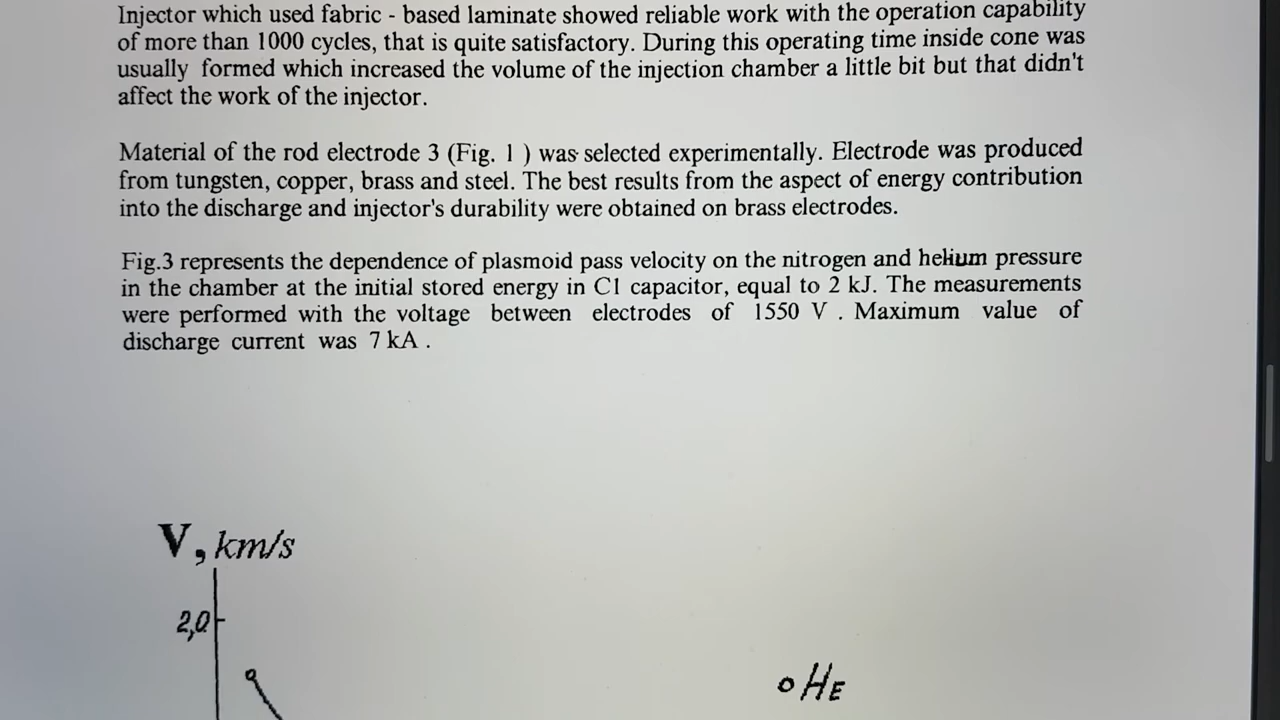 Injector which used fabric - based laminate showed reliable work with the operation capability
of more than 1000 cycles, that is quite satisfactory. During this operating time inside cone was
usually formed which increased the volume of the injection chamber a little bit but that didn't
affect the work of the injector.
Material of the rod electrode 3 (Fig. 1 ) was selected experimentally. Electrode was produced
from tungsten, copper, brass and steel. The best results from the aspect of energy contribution
into the discharge and injector's durability were obtained on brass electrodes.
Fig.3 represents the dependence of plasmoid pass velocity on the nitrogen and helium pressure
in the chamber at the initial stored energy in C1 capacitor, equal to 2 kJ. The measurements
were performed with the voltage between electrodes of 1550 V . Maximum value of
discharge current was 7 kA .
V, km/s
2,0
o HE